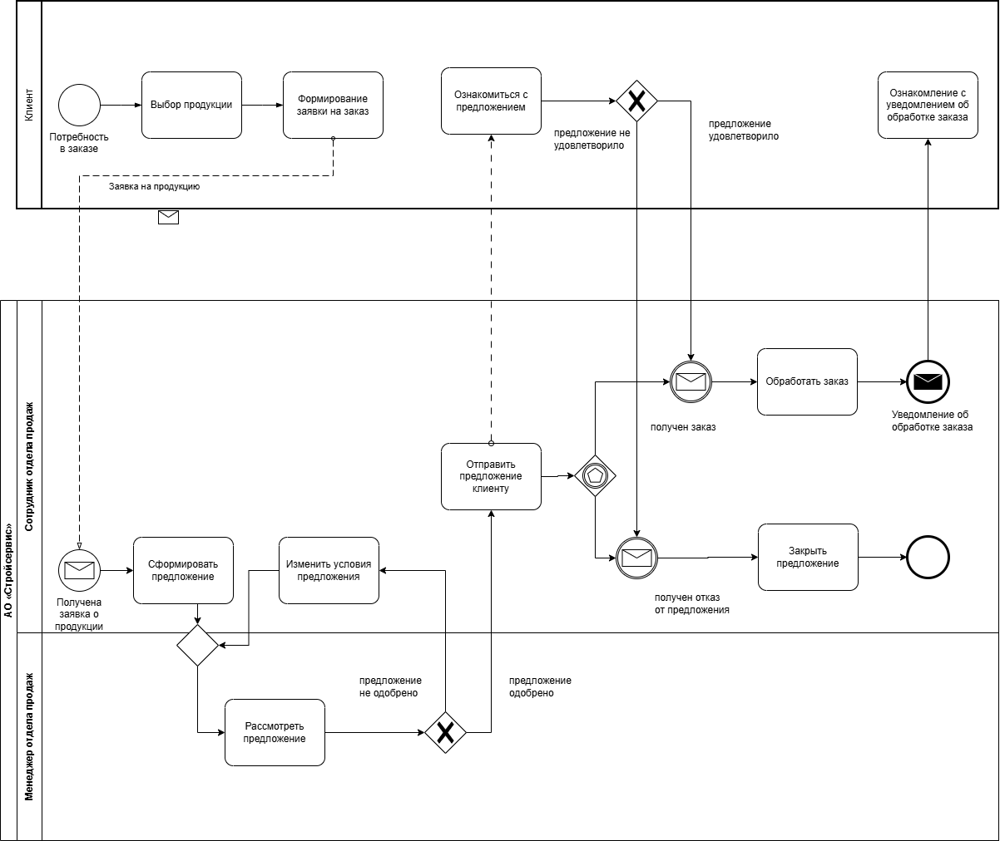 Клиент
Потребность
в заказе
Выбор продукции
Формирование
заявки на заказ
Заявка на продукцию
Ознакомиться с
предложением
предложение не
удовлетворило
предложение
удовлетворило
Ознакомление с
уведомлением об
обработке заказа
АО «Стройсервис»
Сотрудник отдела продаж
Получена
заявка о
продукции
Сформировать
предложение
Изменить условия
предложения
Отправить
предложение
клиенту
получен заказ
Обработать заказ
Уведомление об
обработке заказа
получен отказ
от предложения
Закрыть
предложение
Менеджер отдела продаж
Рассмотреть
предложение
предложение
не одобрено
предложение
одобрено